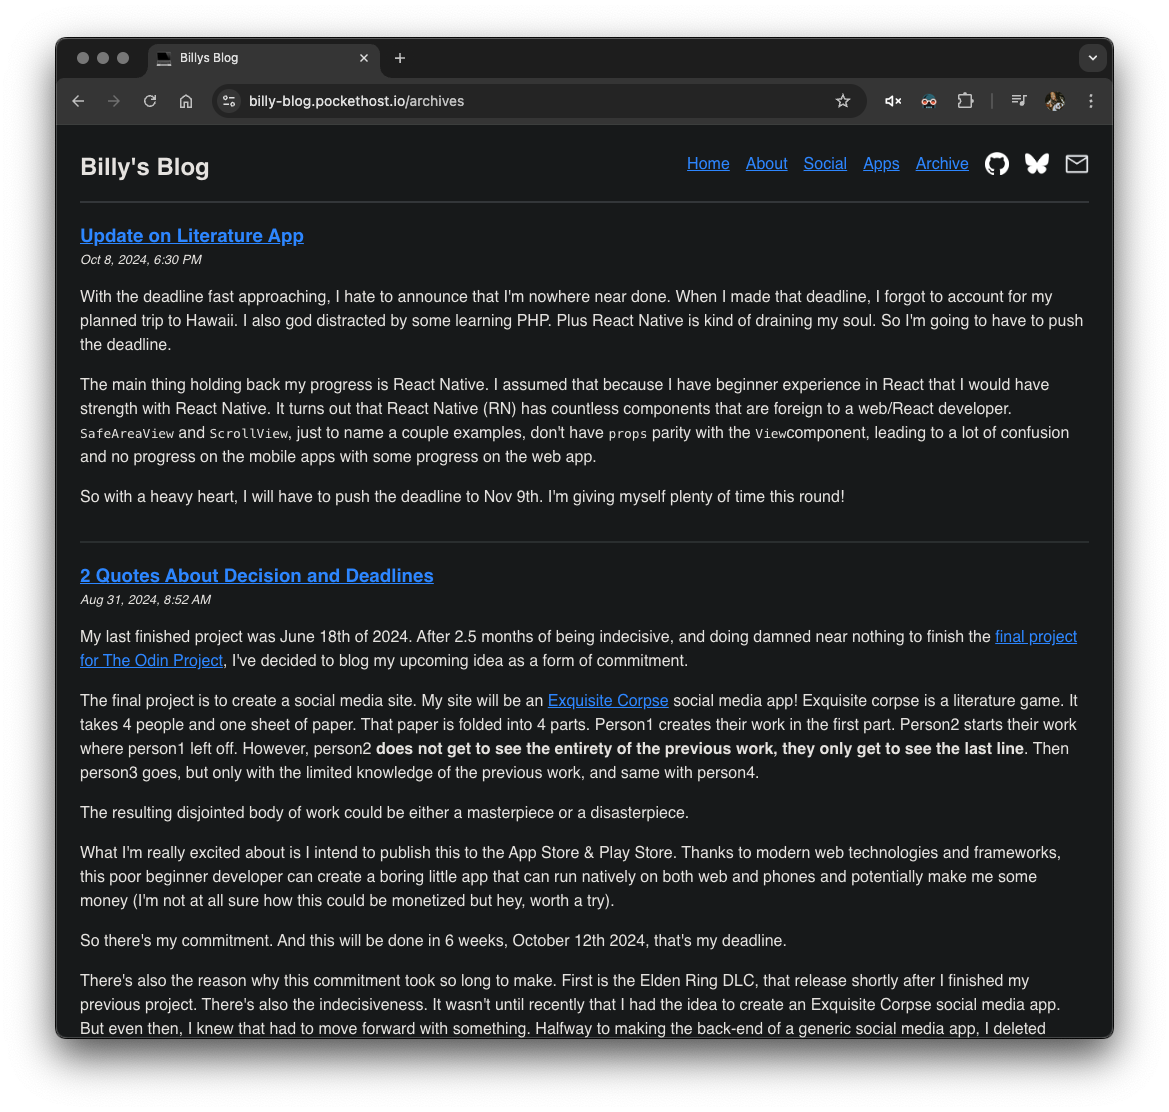 Billys Blog
billy-blog.pockethost.io/archives
Billy's Blog
Home About Social Apps Archive
Update on Literature App
Oct 8, 2024, 6:30 PM
With the deadline fast approaching, I hate to announce that I'm nowhere near done. When I made that deadline, I forgot to account for my
planned trip to Hawaii. I also god distracted by some learning PHP. Plus React Native is kind of draining my soul. So I'm going to have to push
the deadline.
The main thing holding back my progress is React Native. I assumed that because I have beginner experience in React that I would have
strength with React Native. It turns out that React Native (RN) has countless components that are foreign to a web/React developer.
SafeAreaView and ScrollView, just to name a couple examples, don't have props parity with the Viewcomponent, leading to a lot of confusion
and no progress on the mobile apps with some progress on the web app.
So with a heavy heart, I will have to push the deadline to Nov 9th. I'm giving myself plenty of time this round!
2 Quotes About Decision and Deadlines
Aug 31, 2024, 8:52 AM
My last finished project was June 18th of 2024. After 2.5 months of being indecisive, and doing damned near nothing to finish the final project
for The Odin Project, I've decided to blog my upcoming idea as a form of commitment.
The final project is to create a social media site. My site will be an Exquisite Corpse social media app! Exquisite corpse is a literature game. It
takes 4 people and one sheet of paper. That paper is folded into 4 parts. Person1 creates their work in the first part. Person2 starts their work
where person1 left off. However, person2 does not get to see the entirety of the previous work, they only get to see the last line. Then
person3 goes, but only with the limited knowledge of the previous work, and same with person4.
The resulting disjointed body of work could be either a masterpiece or a disasterpiece.
What I'm really excited about is I intend to publish this to the App Store & Play Store. Thanks to modern web technologies and frameworks,
this poor beginner developer can create a boring little app that can run natively on both web and phones and potentially make me some
money (I'm not at all sure how this could be monetized but hey, worth a try).
So there's my commitment. And this will be done in 6 weeks, October 12th 2024, that's my deadline.
There's also the reason why this commitment took so long to make. First is the Elden Ring DLC, that release shortly after I finished my
previous project. There's also the indecisiveness. It wasn't until recently that I had the idea to create an Exquisite Corpse social media app.
But even then, I knew that had to move forward with something. Halfway to making the back-end of a generic social media app, I deleted